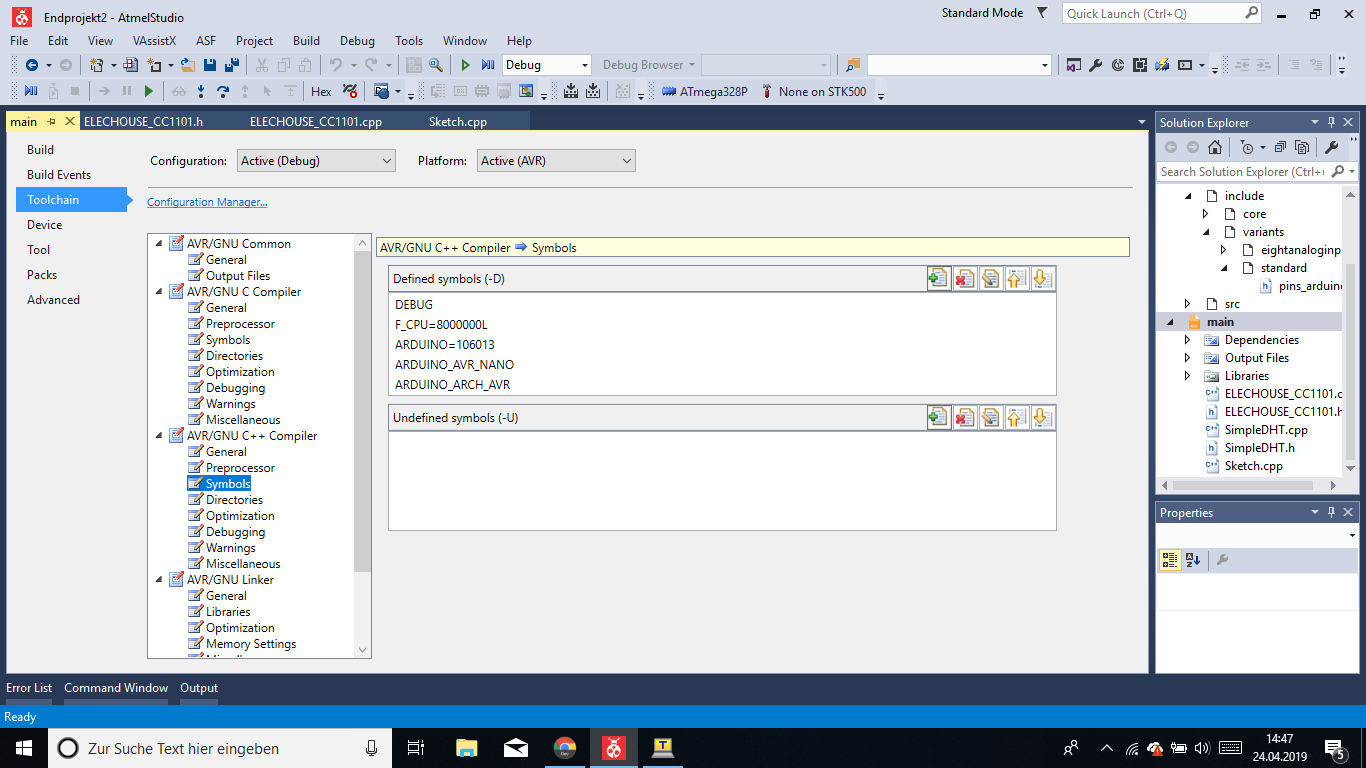 Endprojekt2 - AtmelStudio
Standard Mode
Quick Launch (Ctrl+Q)
File Edit View VAssistX ASF Project Build Debug Tools Window Help
Debug
Debug Browser
Hex
ATmega328P
None on STK500
main
ELECHOUSE_CC1101.h
ELECHOUSE_CC1101.cpp
Sketch.cpp
Build
Build Events
Toolchain
Device
Tool
Packs
Advanced
Configuration:
Active (Debug)
Platform:
Active (AVR)
Configuration Manager...
AVR/GNU Common
General
Output Files
AVR/GNU C Compiler
General
Preprocessor
Symbols
Directories
Optimization
Debugging
Warnings
Miscellaneous
AVR/GNU C++ Compiler
General
Preprocessor
Symbols
Directories
Optimization
Debugging
Warnings
Miscellaneous
AVR/GNU Linker
General
Libraries
Optimization
Memory Settings
AVR/GNU C++ Compiler
Symbols
Defined symbols (-D)
DEBUG
F_CPU=8000000L
ARDUINO=106013
ARDUINO_AVR_NANO
ARDUINO_ARCH_AVR
Undefined symbols (-U)
Solution Explorer
Search Solution Explorer (Ctrl+
include
core
variants
eightanaloginp
standard
pins_arduin
src
main
Dependencies
Output Files
Libraries
ELECHOUSE_CC1101.c
ELECHOUSE_CC1101.h
SimpleDHT.cpp
SimpleDHT.h
Sketch.cpp
Properties
Error List Command Window Output
Ready
Zur Suche Text hier eingeben
14:47
24.04.2019
5